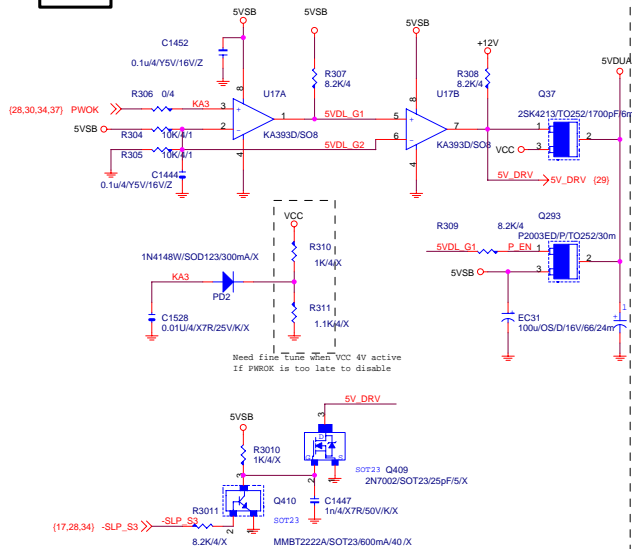 5VSB
5VSB
5VSB
C1452
0.1u/4/Y5V/16V/Z
+12V
5VDUA
R307
8.2K/4
R308
8.2K/4
U17A
U17B
Q37
2SK4213/TO252/1700pF/6m
R306 0/4
{28,30,34,37} PWOK
KA3
8
3
+
2
-
1
4
KA393D/SO8
5VDL_G1
5VDL_G2
8
5
+
6
-
7
4
KA393D/SO8
1
3
2
VCC
5VSB
R304
10K/4/1
R305
10K/4/1
C1444
0.1u/4/Y5V/16V/Z
5V_DRV
5V_DRV {29}
VCC
R310
1K/4/X
R311
1.1K/4/X
1N4148W/SOD123/300mA/X
KA3
PD2
C1528
0.01U/4/X7R/25V/K/X
Need fine tune when VCC 4V active
If PWROK is too late to disable
R309
8.2K/4
5VDL_G1
P_EN
Q293
P2003ED/P/TO252/30m
1
3
2
5VSB
+
EC31
100u/OS/D/16V/66/24m
+
1
5VSB
5V_DRV
R3010
1K/4/X
3
D
G
S
2
SOT23 Q409
2N7002/SOT23/25pF/5/X
3
Q410
SOT23
2
C1447
1n/4/X7R/50V/K/X
R3011
{17,28,34} -SLP_S3
-SLP_S3
8.2K/4/X
MMBT2222A/SOT23/600mA/40/X